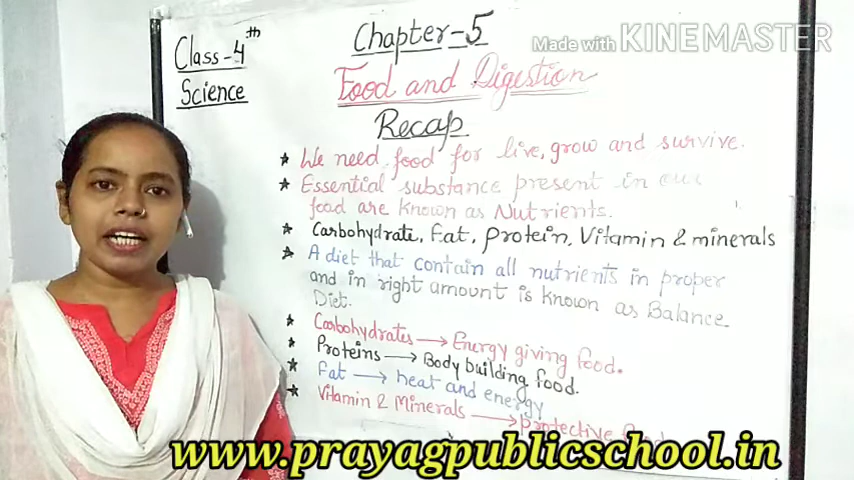 Class-4th
Science
Chapter-5
Made with KINEMASTER
Food and Digestion
Recap
* We need food for live, grow and survive.
* Essential substance present in our
food are known as Nutrients.
* Carbohydrate, Fat, Protein, Vitamin & minerals
* A diet that contain all nutrients in proper
and in right amount is known as Balance
Diet.
* Carbohydrates → Energy giving food.
* Proteins → Body building food.
* Fat → heat and energy
* Vitamin & Minerals → protective food
www.prayagpublicschool.in